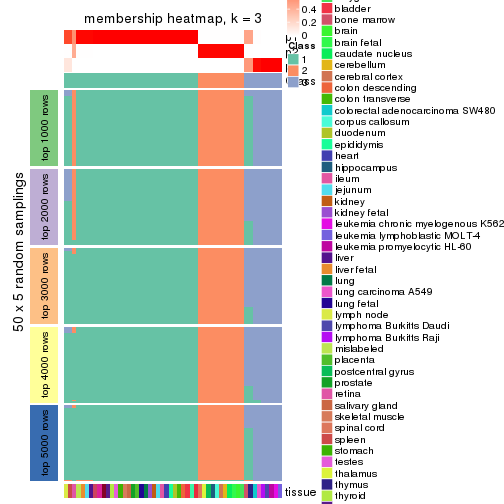 membership heatmap, k = 3
50 x 5 random samplings
top 1000 rows
top 2000 rows
top 3000 rows
top 4000 rows
top 5000 rows
0.4
0.2
0
Class
1
2
tissue
bladder
bone marrow
brain
brain fetal
caudate nucleus
cerebellum
cerebral cortex
colon descending
colon transverse
colorectal adenocarcinoma SW480
corpus callosum
duodenum
epididymis
heart
hippocampus
ileum
jejunum
kidney
kidney fetal
leukemia chronic myelogenous K562
leukemia lymphoblastic MOLT-4
leukemia promyelocytic HL-60
liver
liver fetal
lung
lung carcinoma A549
lung fetal
lymph node
lymphoma Burkitts Daudi
lymphoma Burkitts Raji
mislabeled
placenta
postcentral gyrus
prostate
retina
salivary gland
skeletal muscle
spinal cord
spleen
stomach
testes
thalamus
thymus
thyroid